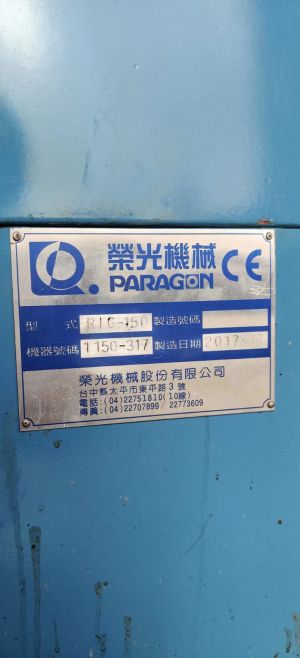 榮光機械 CE
PARAGON
型 式 RIG-150 製造號碼
機器號碼 1150-317 製造日期 2017-
榮光機械股份有限公司
台中縣太平市東平路3號
電話:(04)22751810(10線)
傳真:(04)22707899 / 22773609